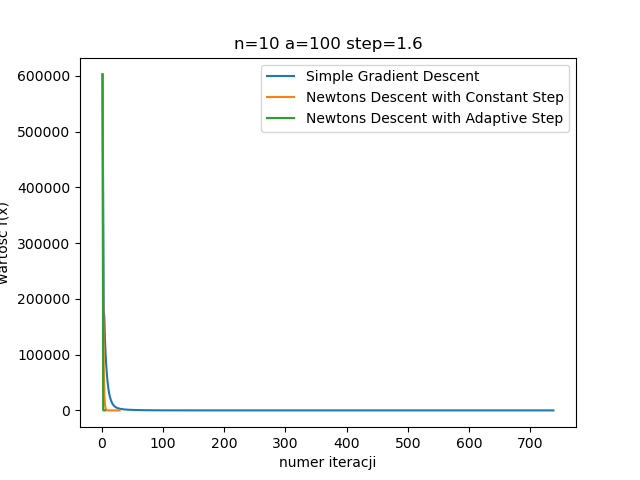 n=10 a=100 step=1.6
Simple Gradient Descent
Newtons Descent with Constant Step
Newtons Descent with Adaptive Step
600000
500000
400000
300000
200000
100000
0
wartość f(x)
0 100 200 300 400 500 600 700
numer iteracji